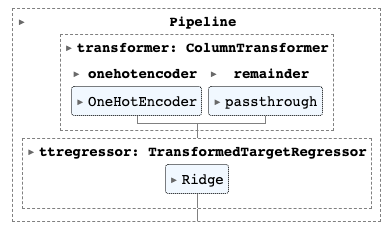 Pipeline
transformer: ColumnTransformer
onehotencoder
remainder
OneHotEncoder
passthrough
ttregressor: TransformedTargetRegressor
Ridge